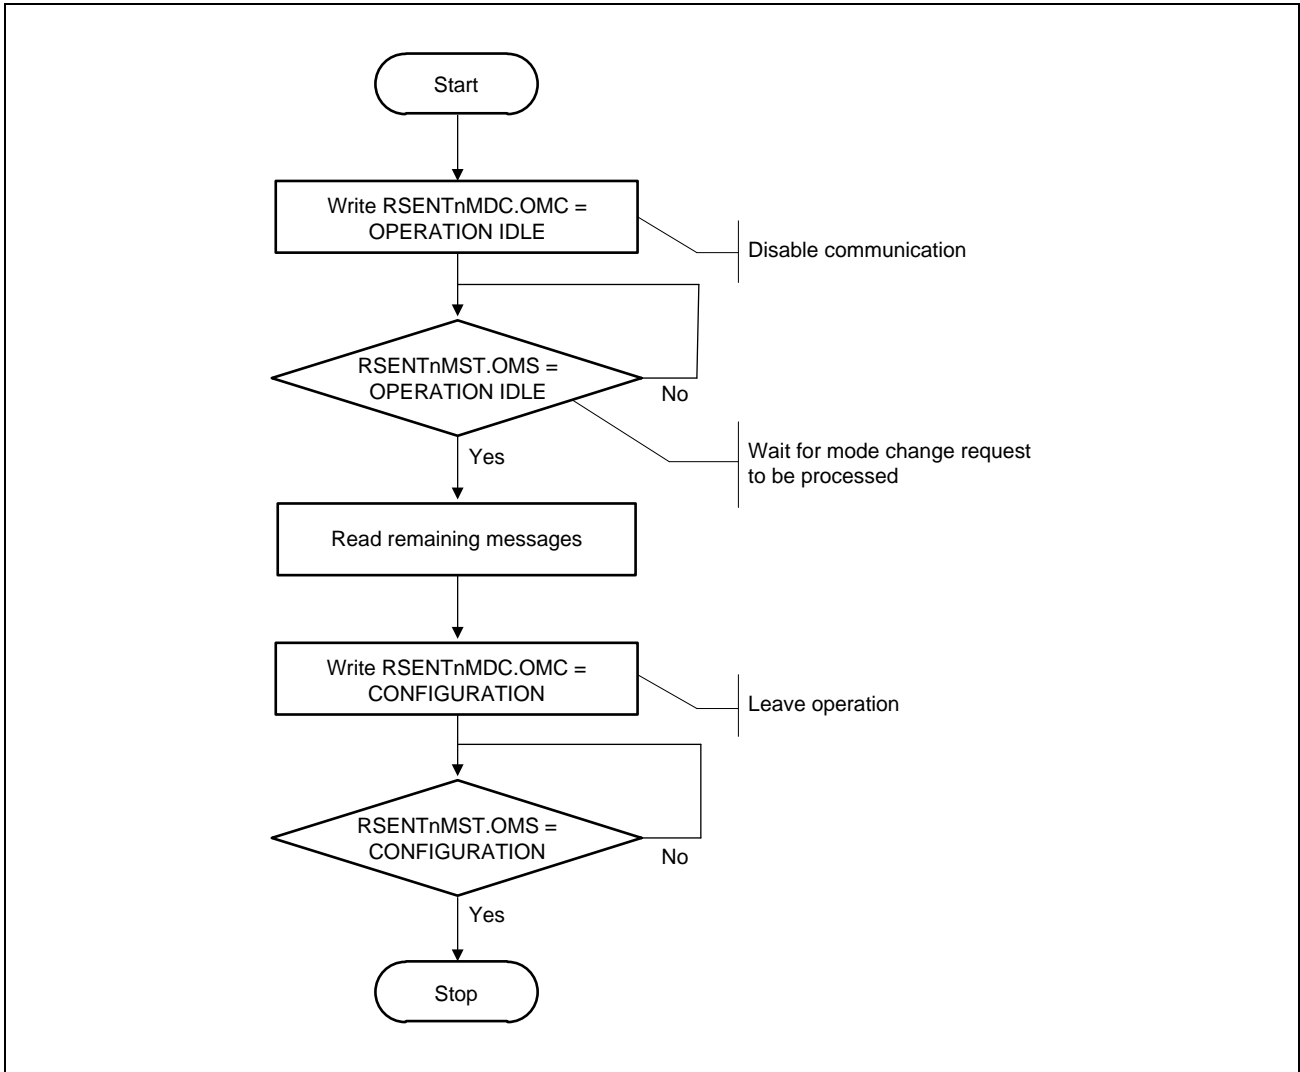 Start
Write RSENTnMDC.OMC =
OPERATION IDLE
Disable communication
RSENTnMST.OMS =
OPERATION IDLE
No
Yes
Wait for mode change request
to be processed
Read remaining messages
Write RSENTnMDC.OMC =
CONFIGURATION
Leave operation
RSENTnMST.OMS =
CONFIGURATION
No
Yes
Stop